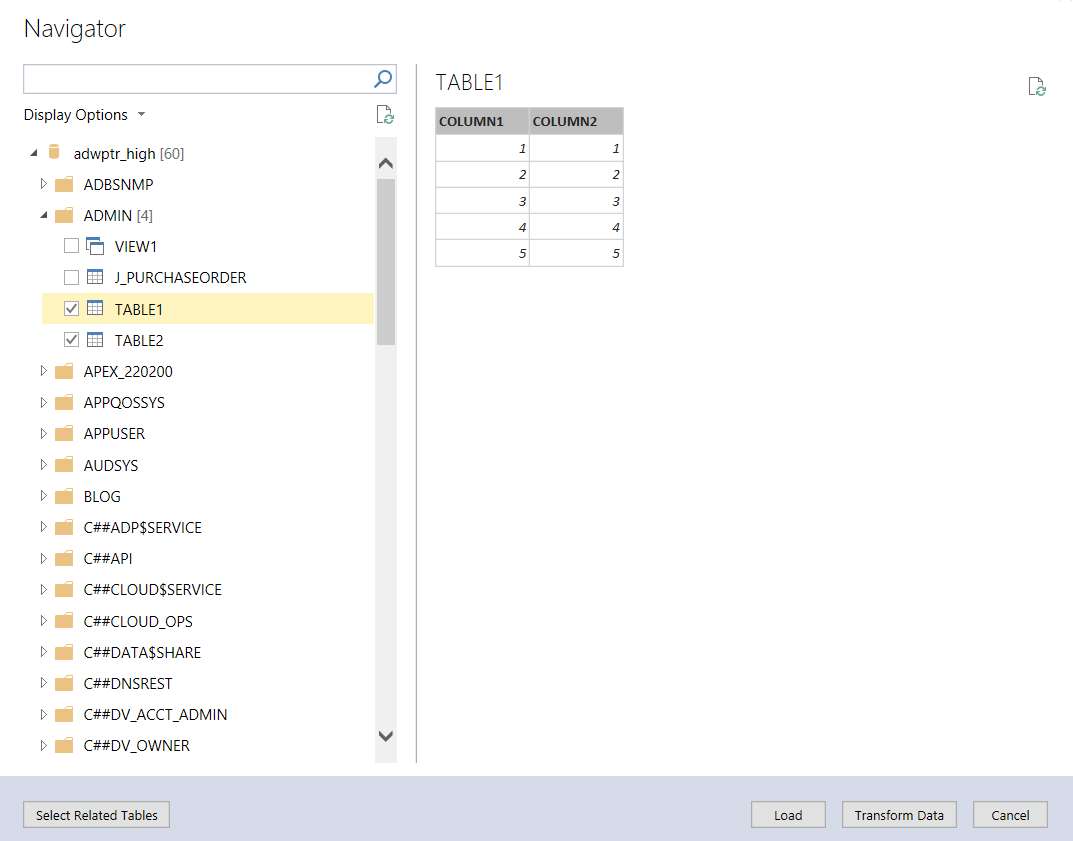 Navigator
Display Options
adwptr_high [60]
ADBSNMP
ADMIN [4]
VIEW1
J_PURCHASEORDER
TABLE1
TABLE2
APEX_220200
APPQOSSYS
APPUSER
AUDSYS
BLOG
C##ADP$SERVICE
C##API
C##CLOUD$SERVICE
C##CLOUD_OPS
C##DATA$SHARE
C##DNSREST
C##DV_ACCT_ADMIN
C##DV_OWNER
TABLE1
COLUMN1 COLUMN2
1 1
2 2
3 3
4 4
5 5
Select Related Tables
Load
Transform Data
Cancel